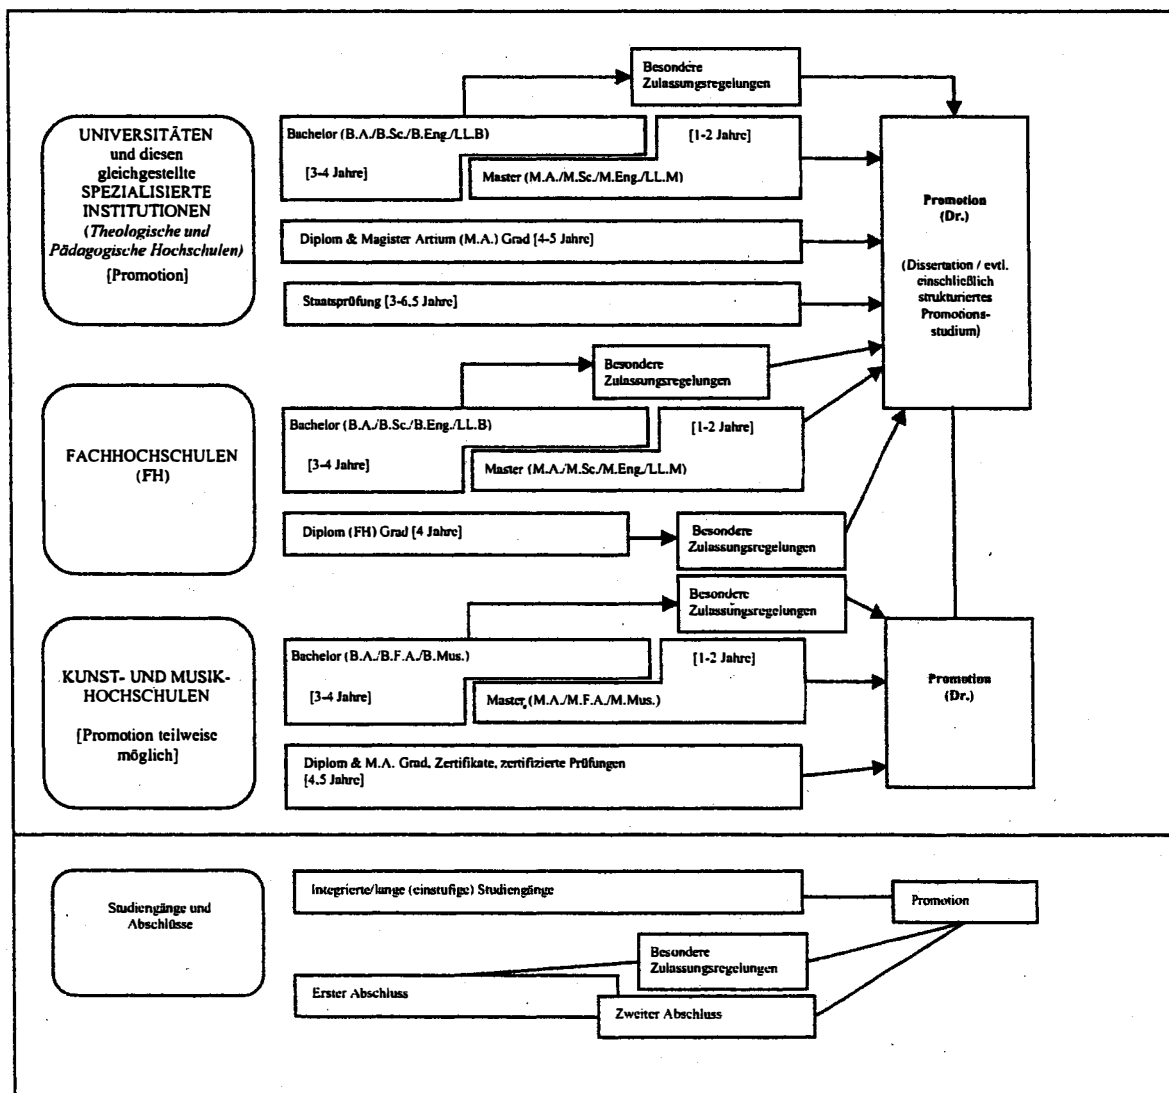 Besondere
Zulassungsregelungen
UNIVERSITÄTEN
und diesen
gleichgestellte
SPEZIALISIERTE
INSTITUTIONEN
(Theologische und
Pädagogische Hochschulen)
[Promotion]
Bachelor (B.A./B.Sc./B.Eng./LL.B)
[3-4 Jahre]
[1-2 Jahre]
Master (M.A./M.Sc./M.Eng./LL.M)
Diplom & Magister Artium (M.A.) Grad [4-5 Jahre]
Staatsprüfung [3-6,5 Jahre]
Promotion
(Dr.)
(Dissertation / evtl.
einschließlich
strukturiertes
Promotions-
studium)
Besondere
Zulassungsregelungen
FACHHOCHSCHULEN
(FH)
Bachelor (B.A./B.Sc./B.Eng./LL.B)
[3-4 Jahre]
[1-2 Jahre]
Master (M.A./M.Sc./M.Eng./LL.M)
Diplom (FH) Grad [4 Jahre]
Besondere
Zulassungsregelungen
Besondere
Zulassungsregelungen
KUNST- UND MUSIK-
HOCHSCHULEN
[Promotion teilweise
möglich]
Bachelor (B.A./B.F.A./B.Mus.)
[3-4 Jahre]
[1-2 Jahre]
Master (M.A./M.F.A./M.Mus.)
Diplom & M.A. Grad, Zertifikate, zertifizierte Prüfungen
[4,5 Jahre]
Promotion
(Dr.)
Studiengänge und
Abschlüsse
Integrierte/lange (einstufige) Studiengänge
Promotion
Besondere
Zulassungsregelungen
Erster Abschluss
Zweiter Abschluss